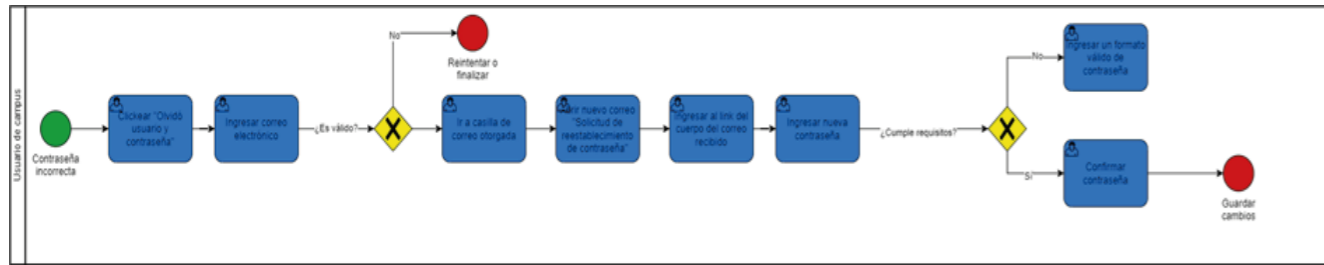 Usuario de campus
Contraseña
incorrecta
Clickear "Olvidó
usuario y
contraseña"
Ingresar correo
electrónico
¿Es válido?
No
Reintentar o
finalizar
Ir a casilla de
correo otorgada
Abrir nuevo correo
"Solicitud de
reestablecimiento
de contraseña"
Ingresar al link del
cuerpo del correo
recibido
Ingresar nueva
contraseña
¿Cumple requisitos?
No
Ingresar un formato
válido de
contraseña
Si
Confirmar
contraseña
Guardar
cambios